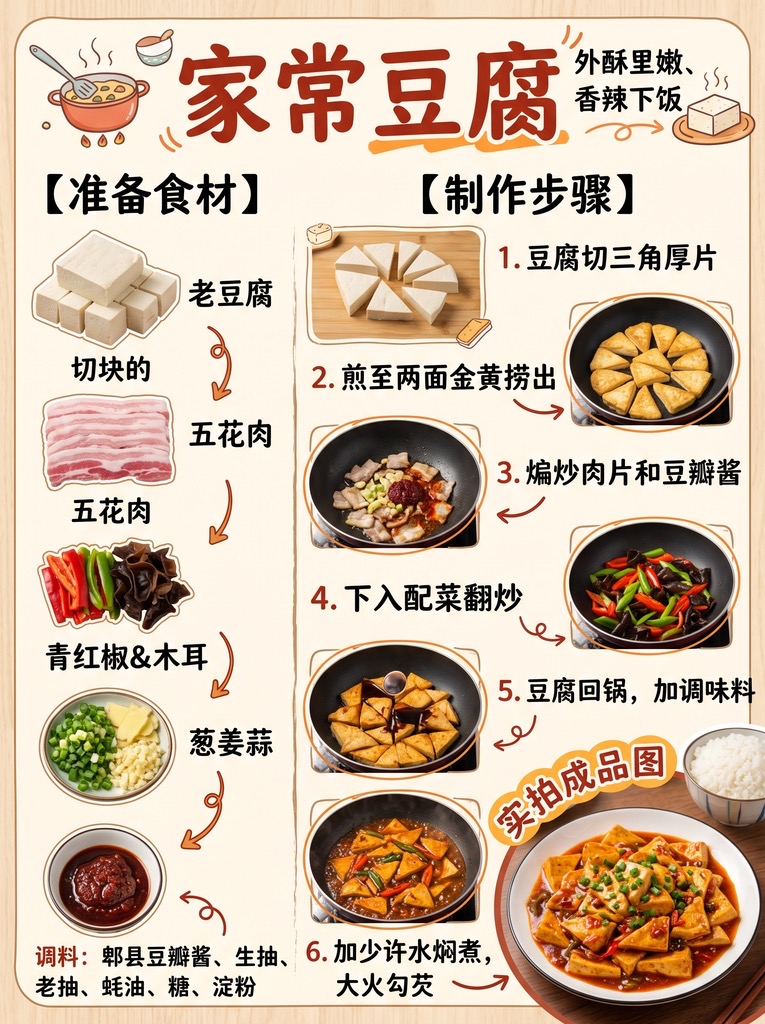 家常豆腐
外酥里嫩、
香辣下饭
【准备食材】
老豆腐
切块的
五花肉
五花肉
青红椒&木耳
葱姜蒜
调料：郫县豆瓣酱、生抽、
老抽、蚝油、糖、淀粉
【制作步骤】
1. 豆腐切三角厚片
2. 煎至两面金黄捞出
3. 煸炒肉片和豆瓣酱
4. 下入配菜翻炒
5. 豆腐回锅，加调味料
6. 加少许水焖煮，
大火勾芡
实拍成品图